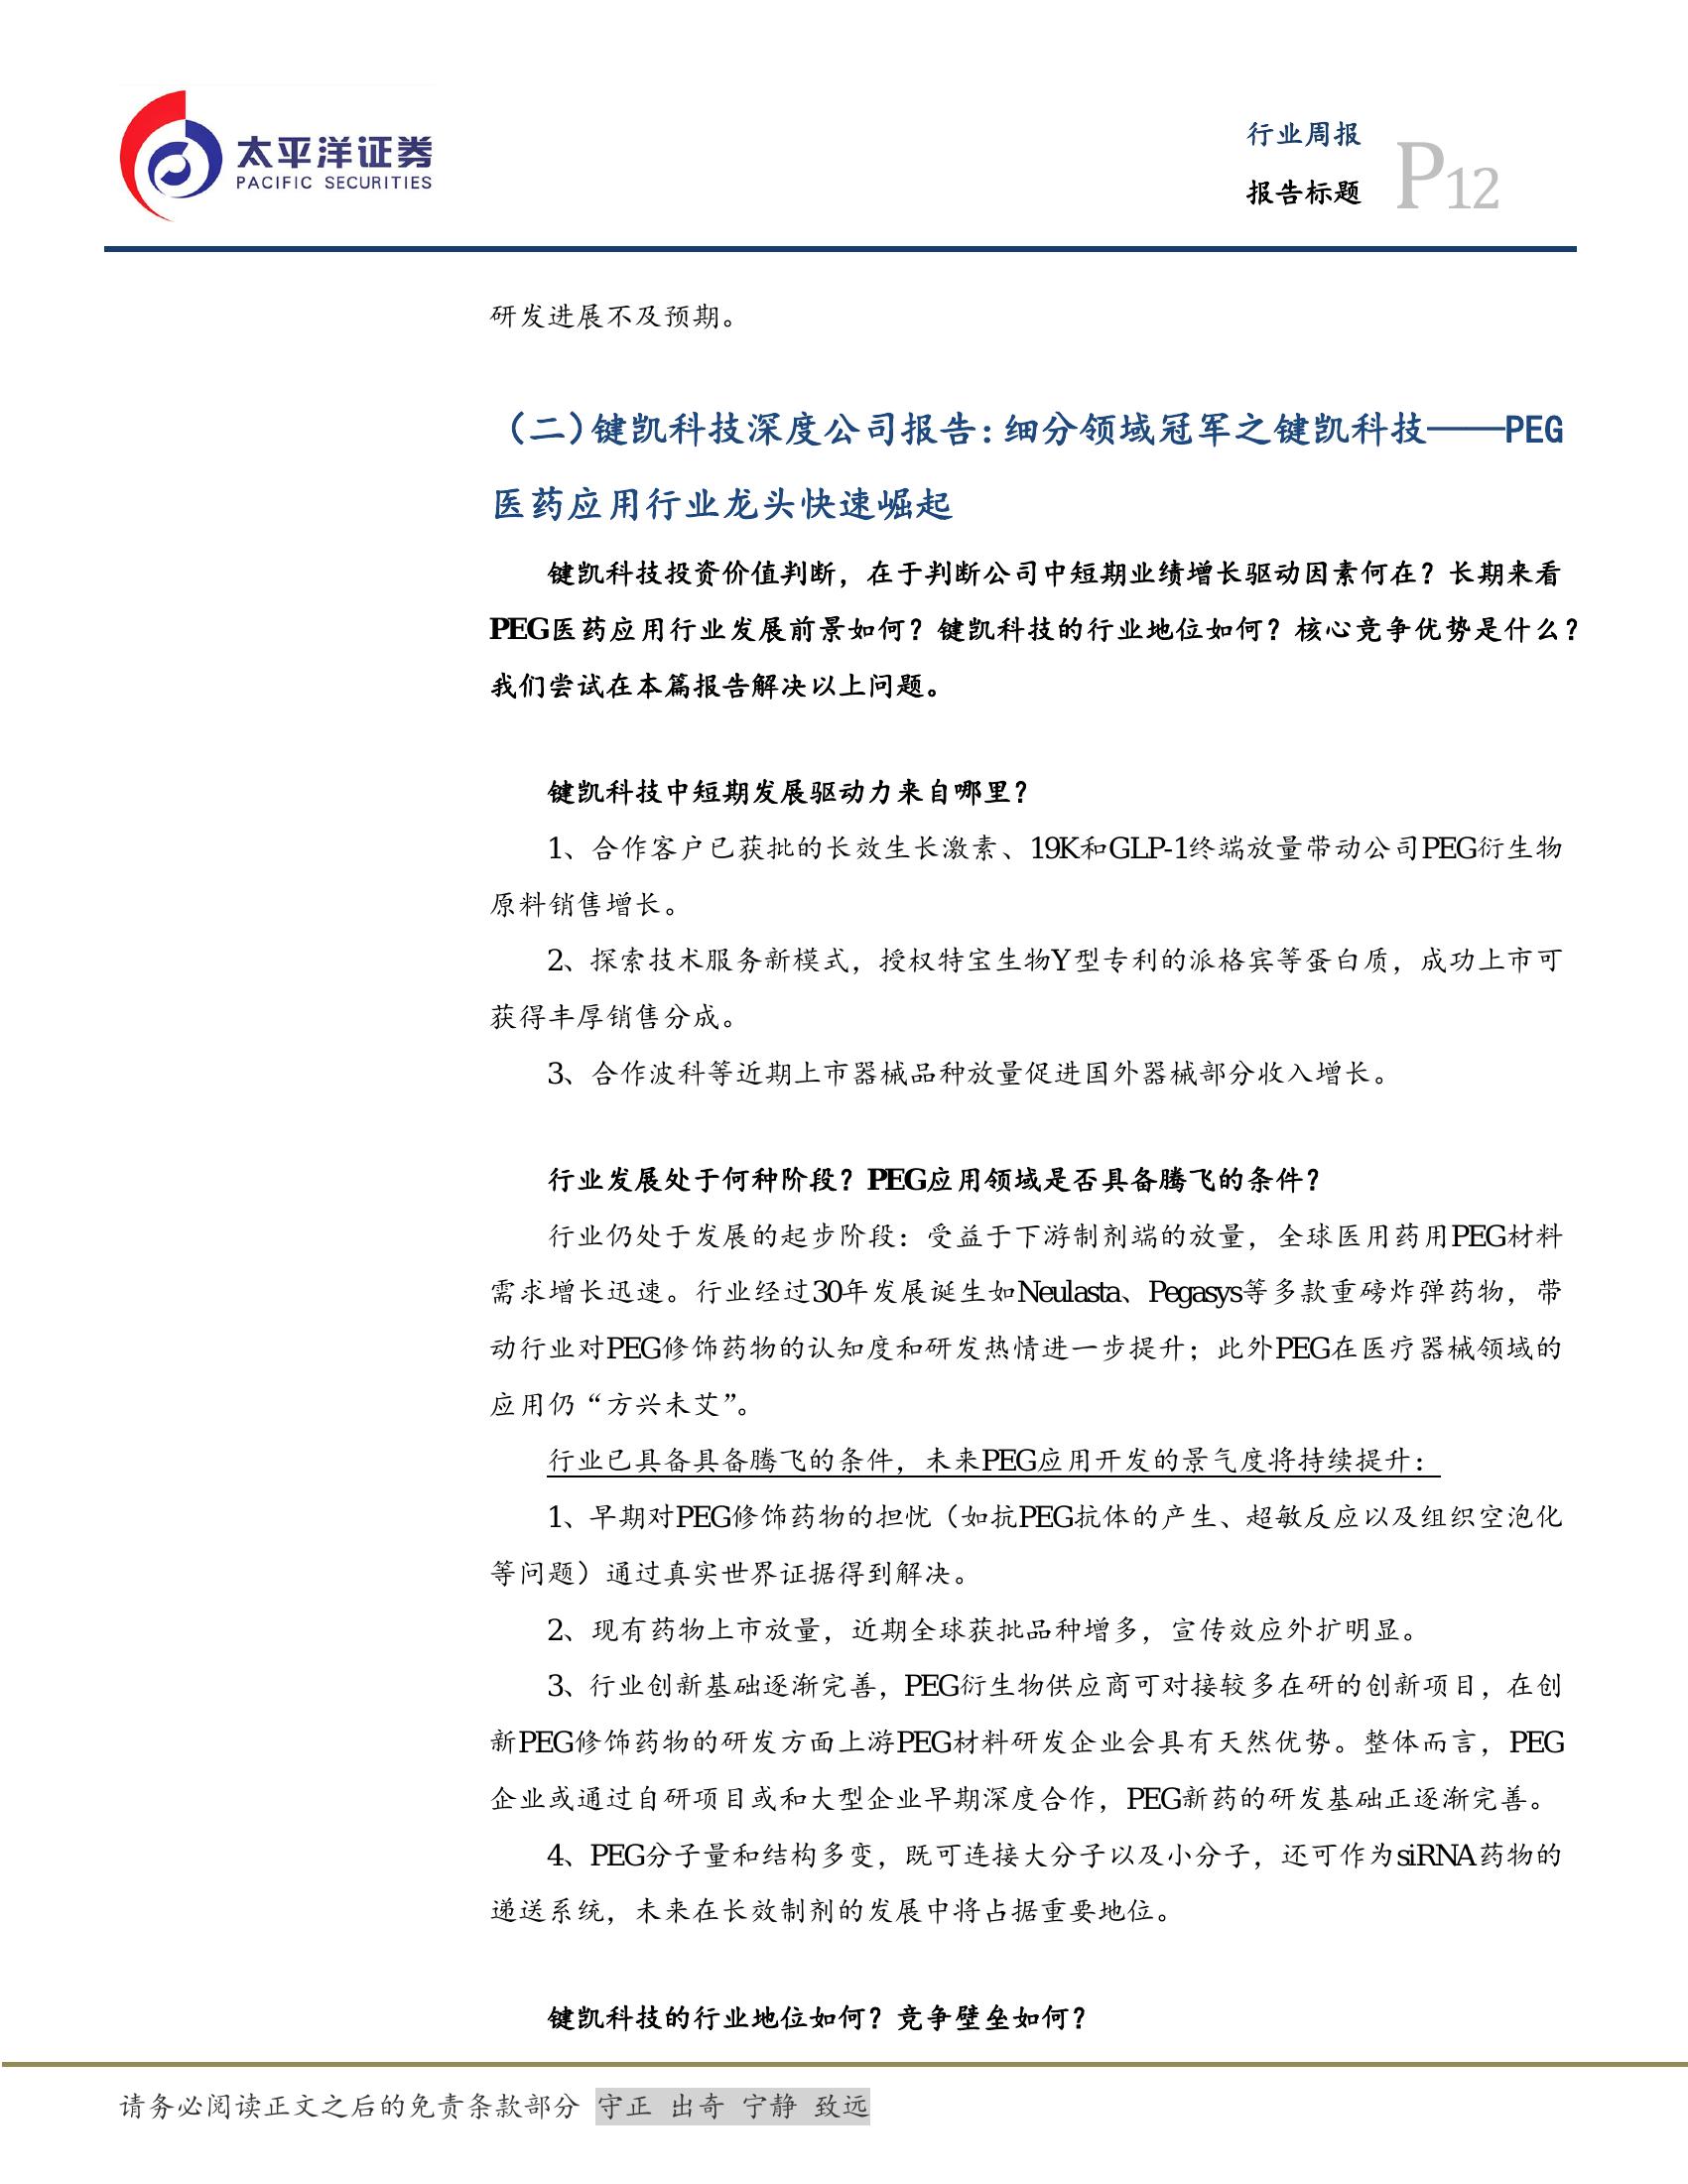 太平洋证券
PACIFIC SECURITIES
行业周报
报告标题
P12
研发进展不及预期。
（二）键凯科技深度公司报告：细分领域冠军之键凯科技——PEG
医药应用行业龙头快速崛起
键凯科技投资价值判断，在于判断公司中短期业绩增长驱动因素何在？长期来看
PEG医药应用行业发展前景如何？键凯科技的行业地位如何？核心竞争优势是什么？
我们尝试在本篇报告解决以上问题。
键凯科技中短期发展驱动力来自哪里？
1、合作客户已获批的长效生长激素、19K和GLP-1终端放量带动公司PEG衍生物
原料销售增长。
2、探索技术服务新模式，授权特宝生物Y型专利的派格宾等蛋白质，成功上市可
获得丰厚销售分成。
3、合作波科等近期上市器械品种放量促进国外器械部分收入增长。
行业发展处于何种阶段？PEG应用领域是否具备腾飞的条件？
行业仍处于发展的起步阶段：受益于下游制剂端的放量，全球医用药用PEG材料
需求增长迅速。行业经过30年发展诞生如Neulasta、Pegasys等多款重磅炸弹药物，带
动行业对PEG修饰药物的认知度和研发热情进一步提升；此外PEG在医疗器械领域的
应用仍“方兴未艾”。
行业已具备具备腾飞的条件，未来PEG应用开发的景气度将持续提升：
1、早期对PEG修饰药物的担忧（如抗PEG抗体的产生、超敏反应以及组织空泡化
等问题）通过真实世界证据得到解决。
2、现有药物上市放量，近期全球获批品种增多，宣传效应外扩明显。
3、行业创新基础逐渐完善，PEG衍生物供应商可对接较多在研的创新项目，在创
新PEG修饰药物的研发方面上游PEG材料研发企业会具有天然优势。整体而言，PEG
企业或通过自研项目或和大型企业早期深度合作，PEG新药的研发基础正逐渐完善。
4、PEG分子量和结构多变，既可连接大分子以及小分子，还可作为siRNA药物的
递送系统，未来在长效制剂的发展中将占据重要地位。
键凯科技的行业地位如何？竞争壁垒如何？
请务必阅读正文之后的免责条款部分 守正 出奇 宁静 致远